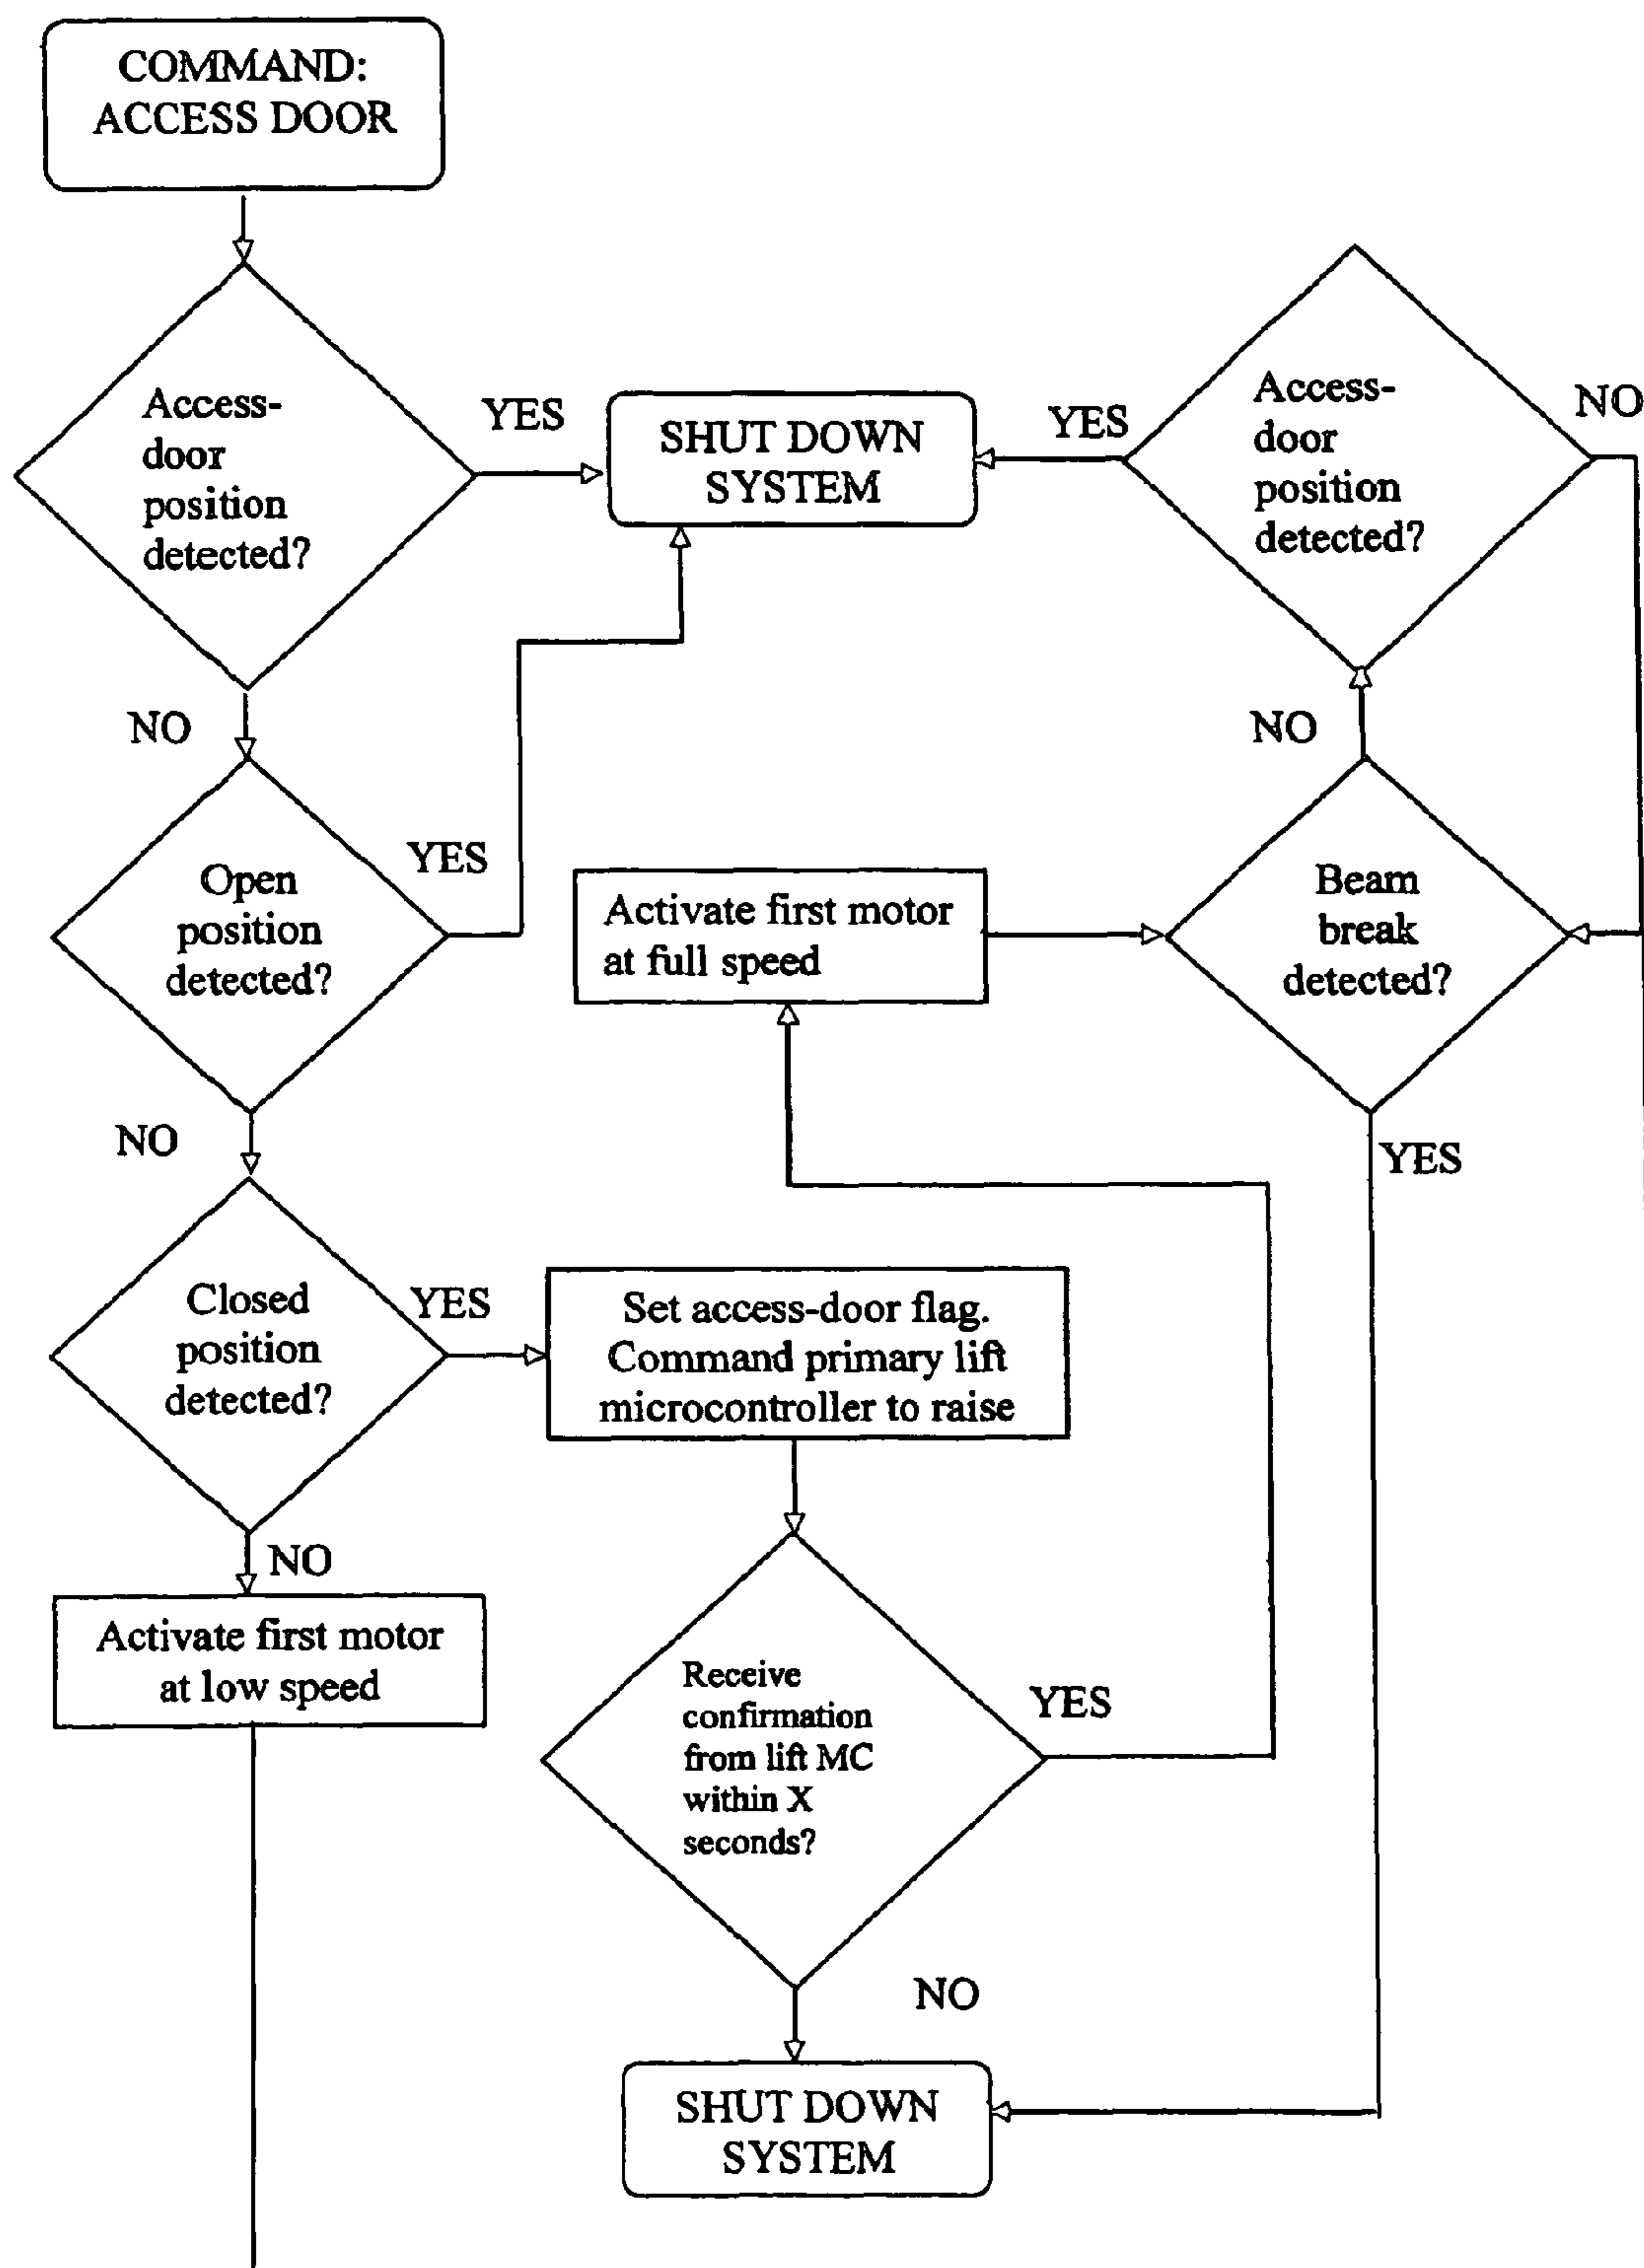 COMMAND:
ACCESS DOOR
Access-
door
position
detected?
YES
SHUT DOWN
SYSTEM
YES
Access-
door
position
detected?
NO
NO
NO
Open
position
detected?
YES
Activate first motor
at full speed
Beam
break
detected?
NO
YES
Closed
position
detected?
YES
Set access-door flag.
Command primary lift
microcontroller to raise
NO
Activate first motor
at low speed
Receive
confirmation
from lift MC
within X
seconds?
YES
NO
SHUT DOWN
SYSTEM